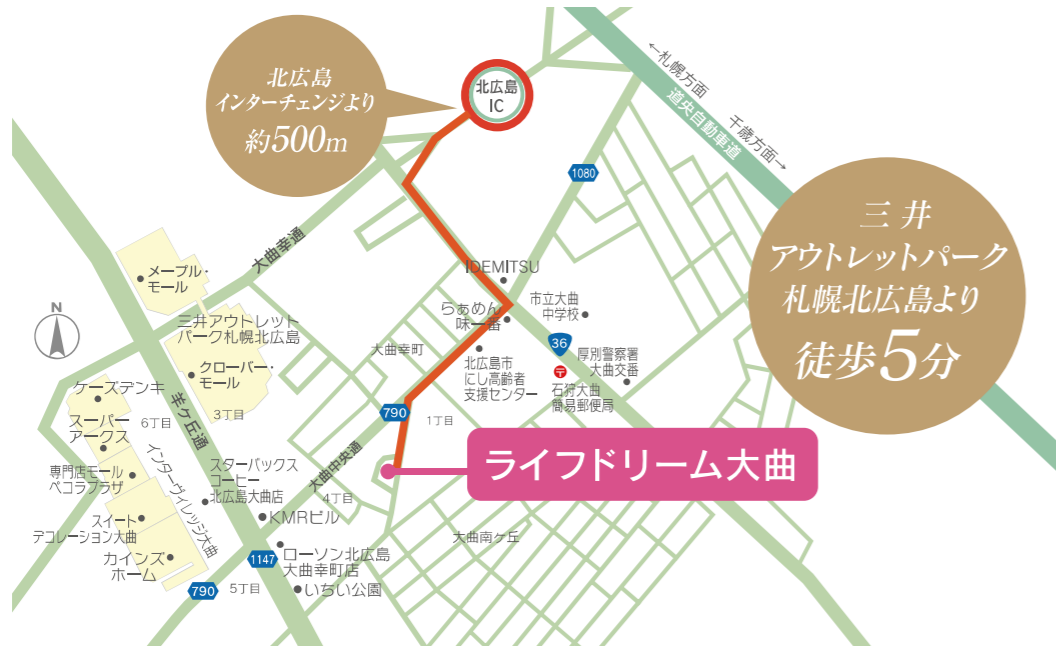 北広島
インターチェンジより
約500m
北広島
IC
←札幌方面
道央自動車道
千歳方面→
1080
三井
アウトレットパーク
札幌北広島より
徒歩5分
大曲幸通
メープル・
モール
N
三井アウトレット
パーク札幌北広島
クローバー・
モール
IDEMITSU
らぁめん
味一番
市立大曲
中学校
36
大曲幸町
北広島市
にし高齢者
支援センター
厚別警察署
大曲交番
石狩大曲
簡易郵便局
ケーズデンキ
スーパー
アークス
6丁目
羊ヶ丘通
3丁目
790
1丁目
ライフドリーム大曲
大曲中央通
4丁目
専門店モール
ペコラプラザ
インターヴィレッジ大曲
スターバックス
コーヒー
北広島大曲店
スイート
デコレーション大曲
KMRビル
大曲南ケ丘
カインズ
ホーム
1147
ローソン北広島
大曲幸町店
790
5丁目
いちい公園